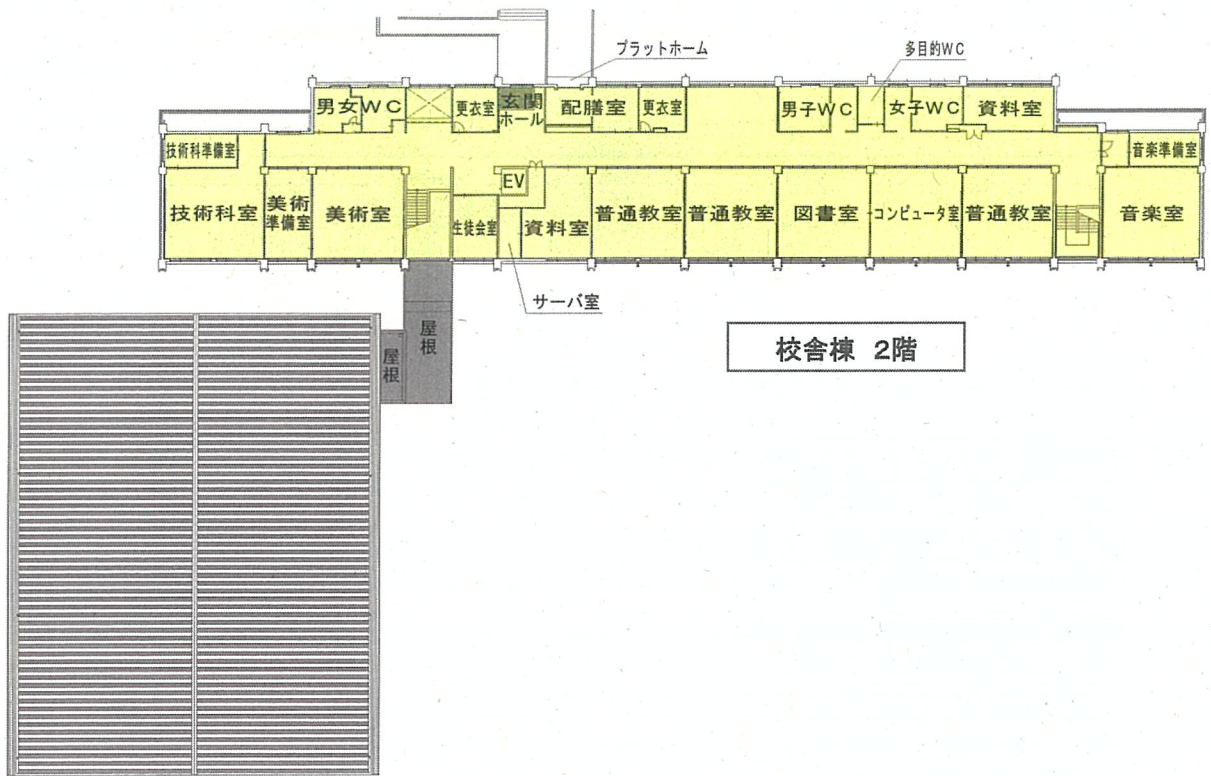 プラットホーム
多目的WC
男女WC
更衣室
玄関
ホール
配膳室
更衣室
男子WC
女子WC
資料室
技術科準備室
音楽準備室
EV
技術科室
美術
準備室
美術室
生徒会室
資料室
普通教室
普通教室
図書室
コンピュータ室
普通教室
音楽室
サーバ室
屋根
屋根
校舎棟 2階